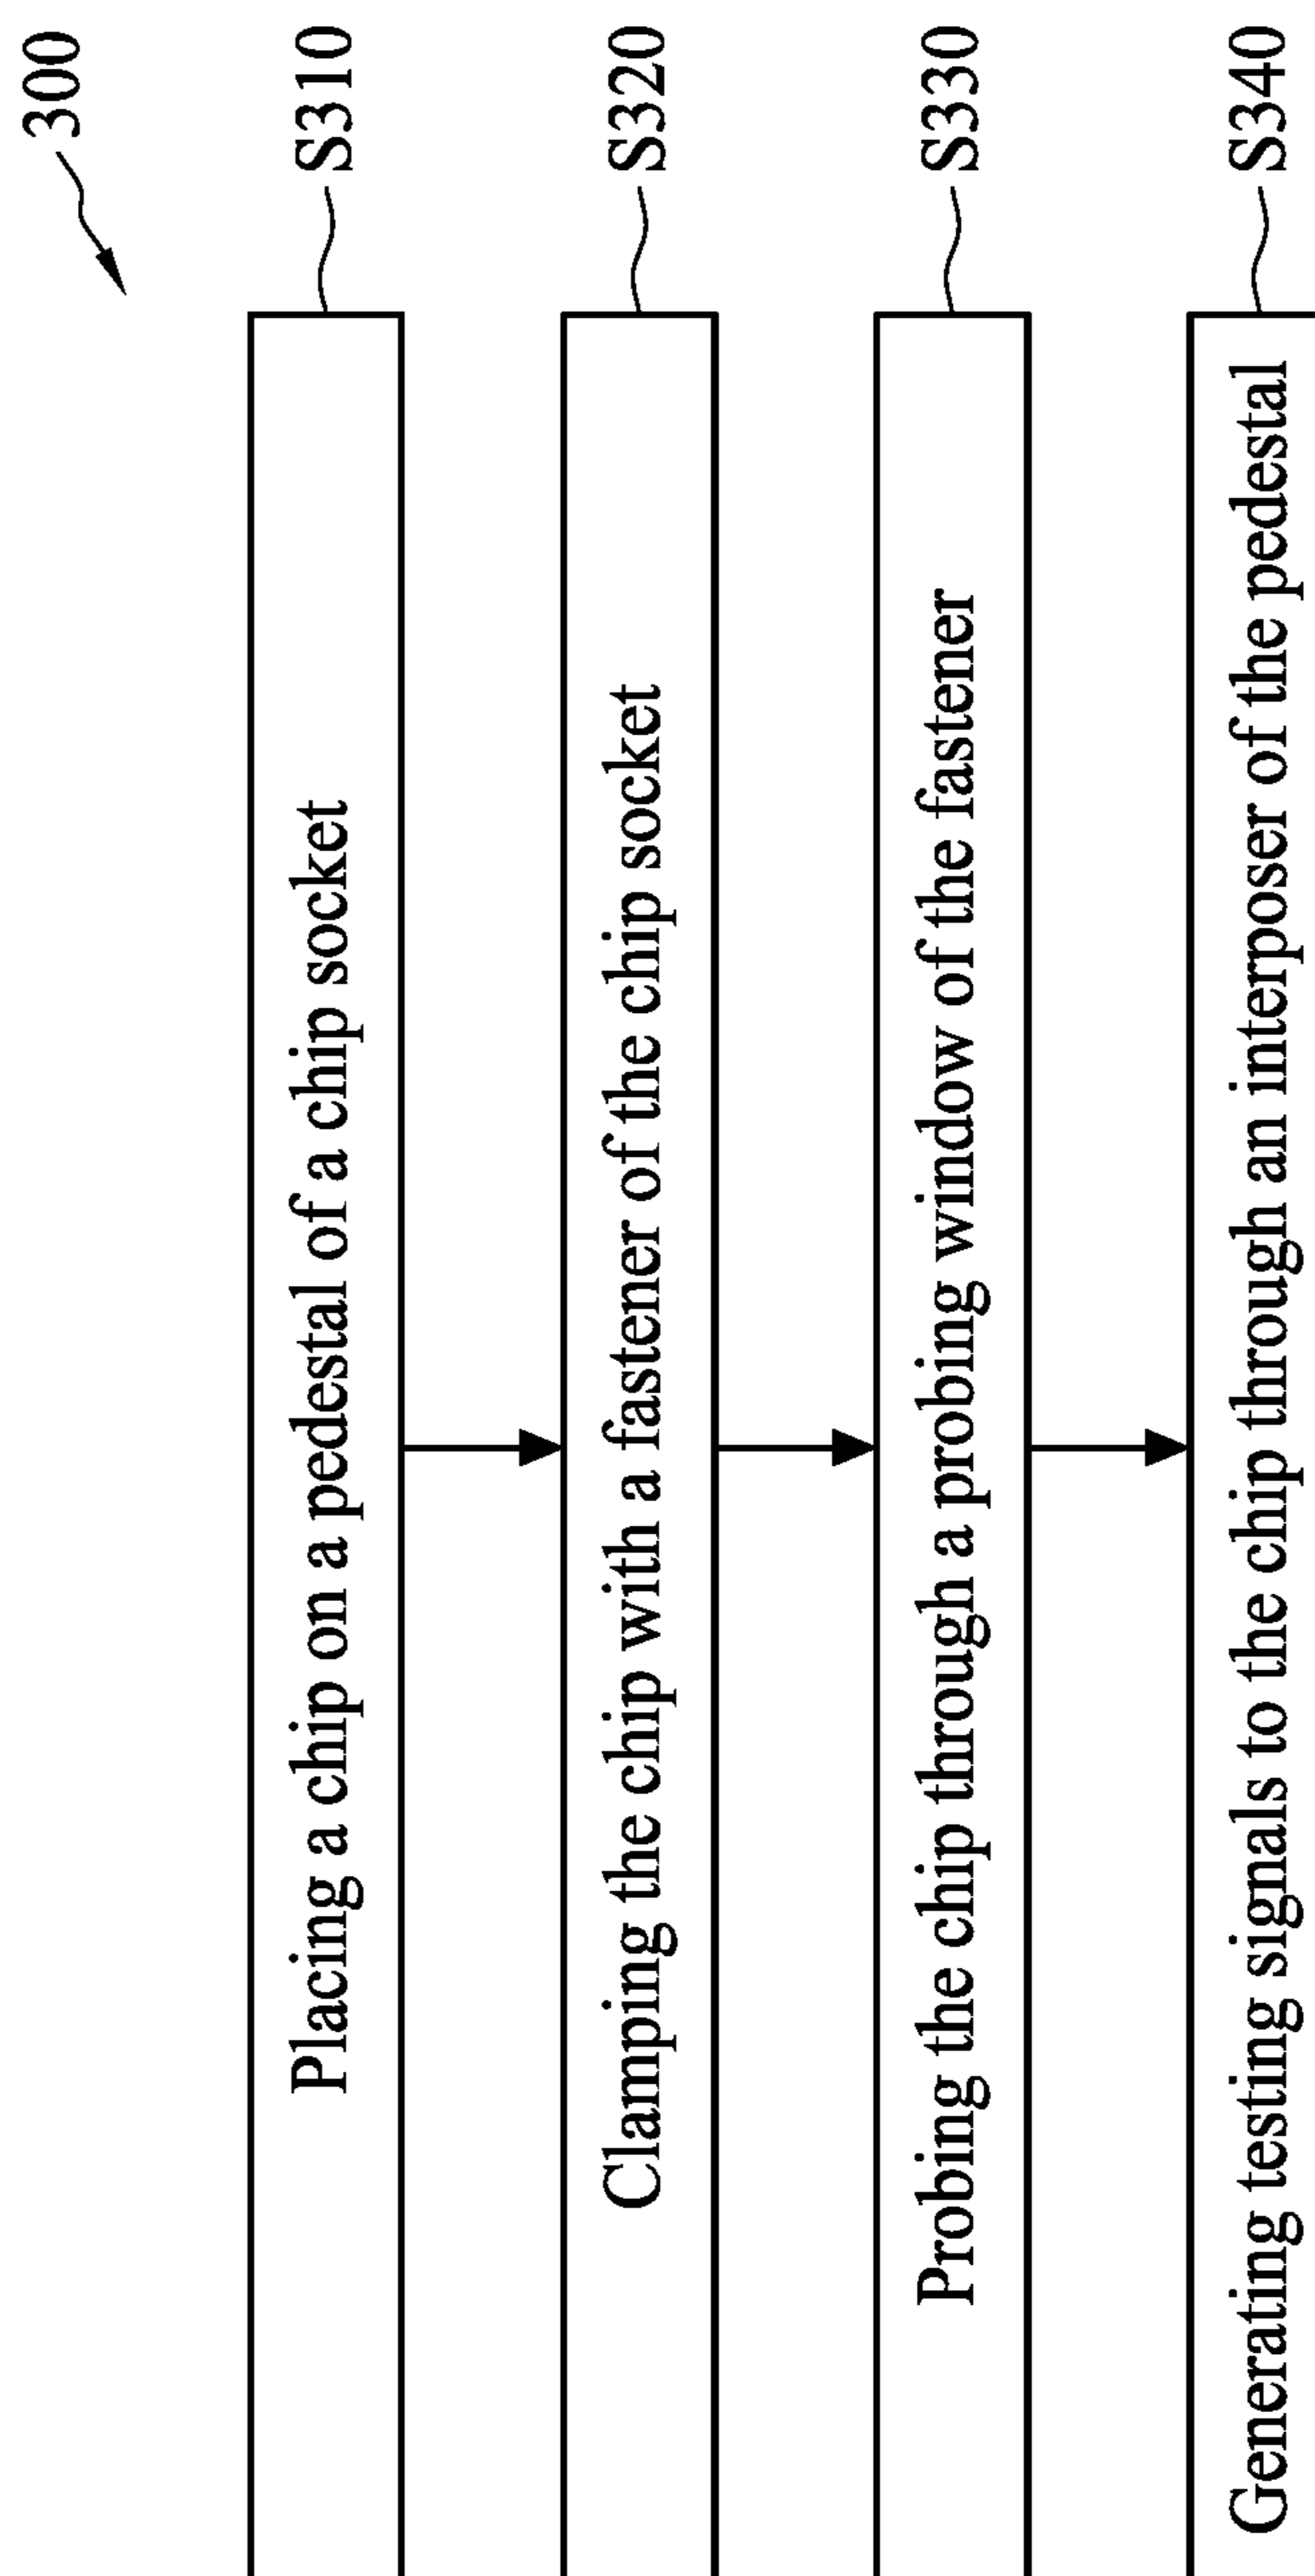 300
Placing a chip on a pedestal of a chip socket
S310
Clamping the chip with a fastener of the chip socket
S320
Probing the chip through a probing window of the fastener
S330
Generating testing signals to the chip through an interposer of the pedestal
S340